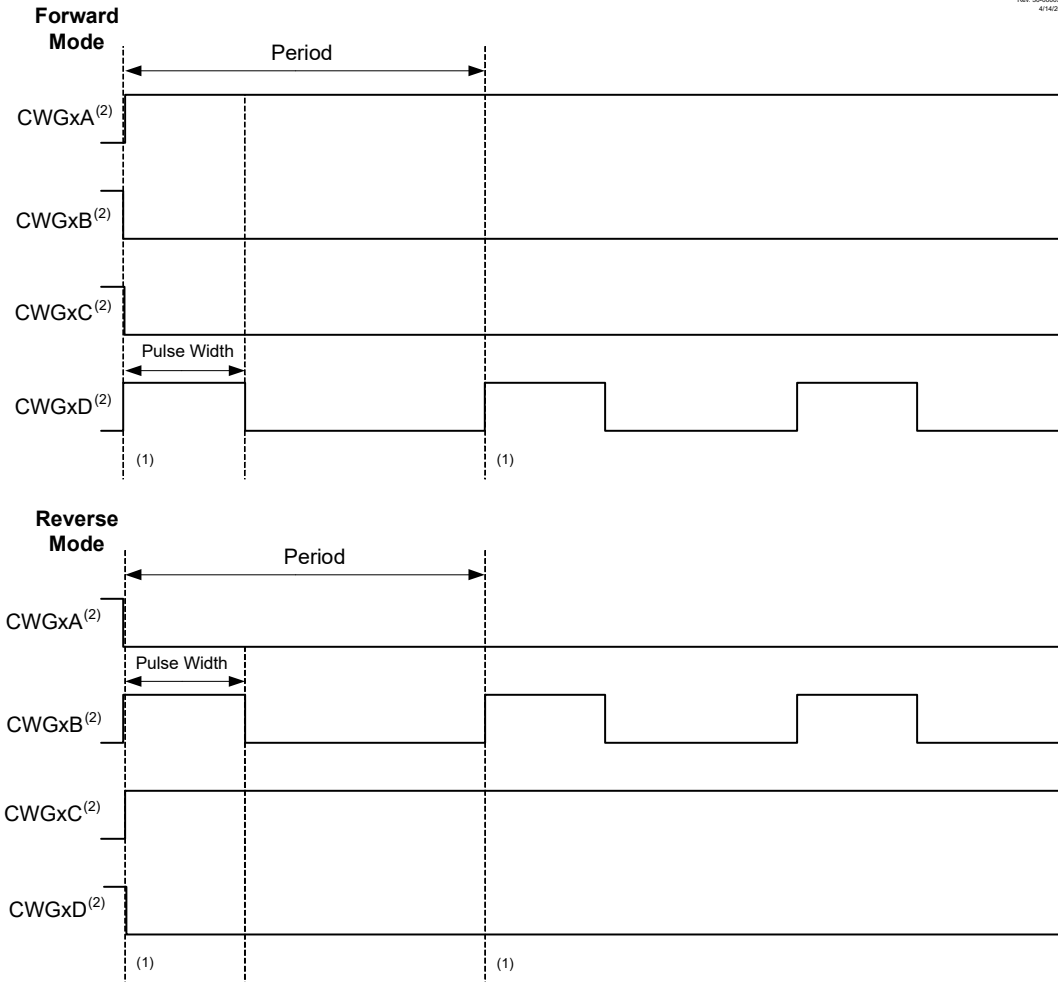 Forward
Mode
Period
CWGxA(2)
CWGxB(2)
CWGxC(2)
Pulse Width
CWGxD(2)
(1)
(1)
Reverse
Mode
Period
CWGxA(2)
Pulse Width
CWGxB(2)
CWGxC(2)
CWGxD(2)
(1)
(1)